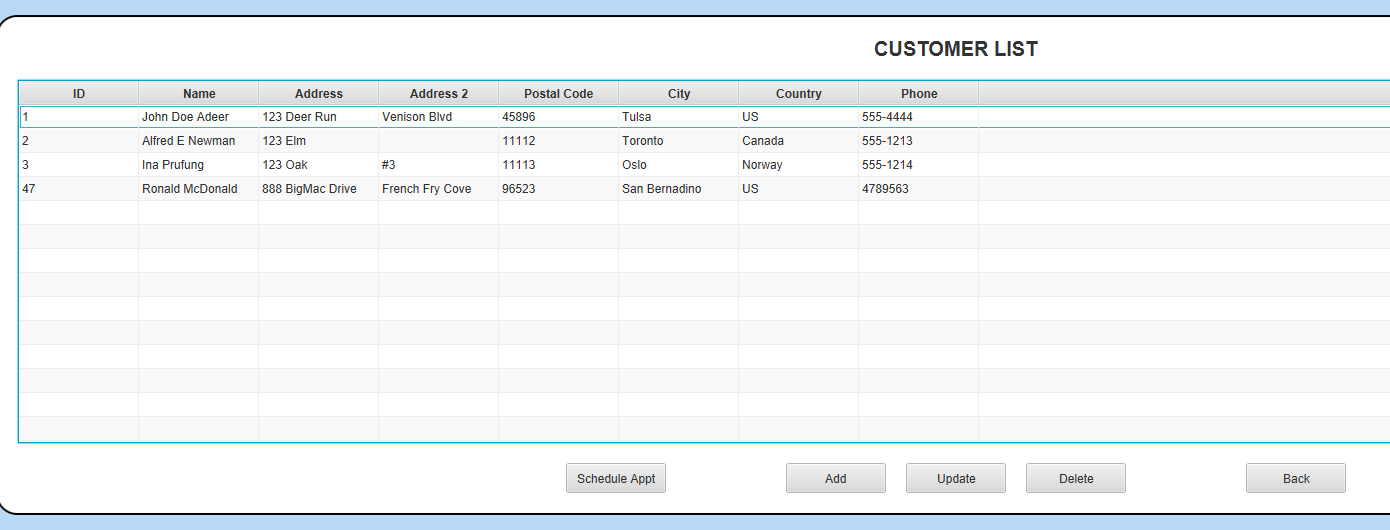 CUSTOMER LIST
ID Name Address Address 2 Postal Code City Country Phone
1 John Doe Adeer 123 Deer Run Venison Blvd 45896 Tulsa US 555-4444
2 Alfred E Newman 123 Elm 11112 Toronto Canada 555-1213
3 Ina Prufung 123 Oak #3 11113 Oslo Norway 555-1214
47 Ronald McDonald 888 BigMac Drive French Fry Cove 96523 San Bernadino US 4789563
Schedule Appt Add Update Delete Back